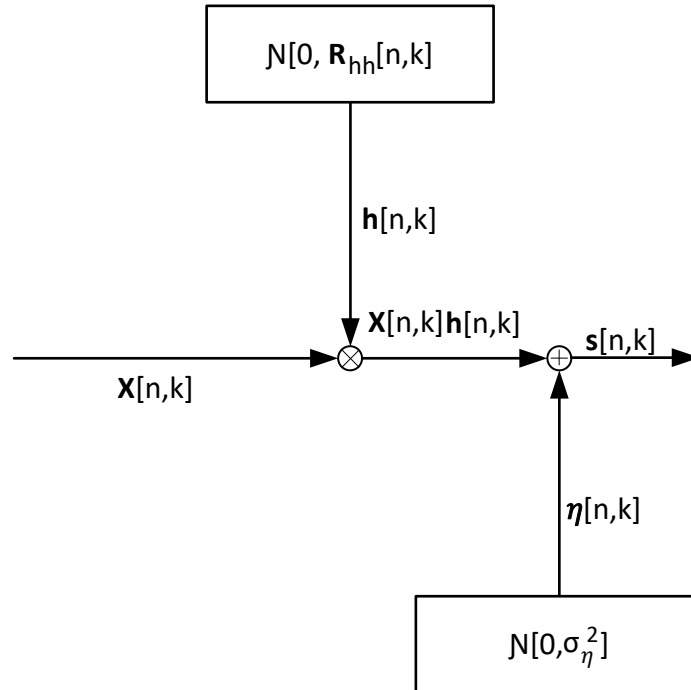 𝒩[0, R_hh[n,k]
h[n,k]
X[n,k]h[n,k]
s[n,k]
X[n,k]
η[n,k]
𝒩[0,σ_η^2]